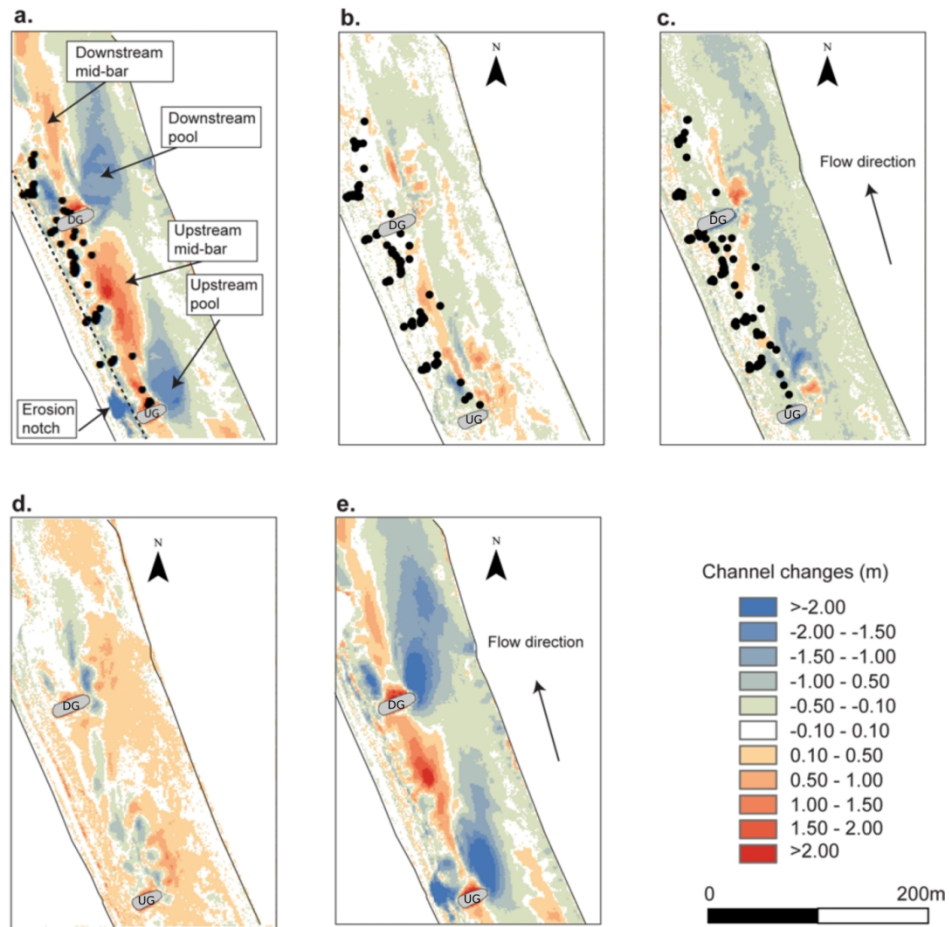 a.
b.
c.
Downstream
mid-bar
Downstream
pool
Upstream
mid-bar
Upstream
pool
Erosion
notch
DG
UG
N
DG
UG
N
Flow direction
DG
UG
d.
e.
N
DG
UG
N
Flow direction
DG
UG
Channel changes (m)
>-2.00
-2.00 - -1.50
-1.50 - -1.00
-1.00 - 0.50
-0.50 - -0.10
-0.10 - 0.10
0.10 - 0.50
0.50 - 1.00
1.00 - 1.50
1.50 - 2.00
>2.00
0 200m